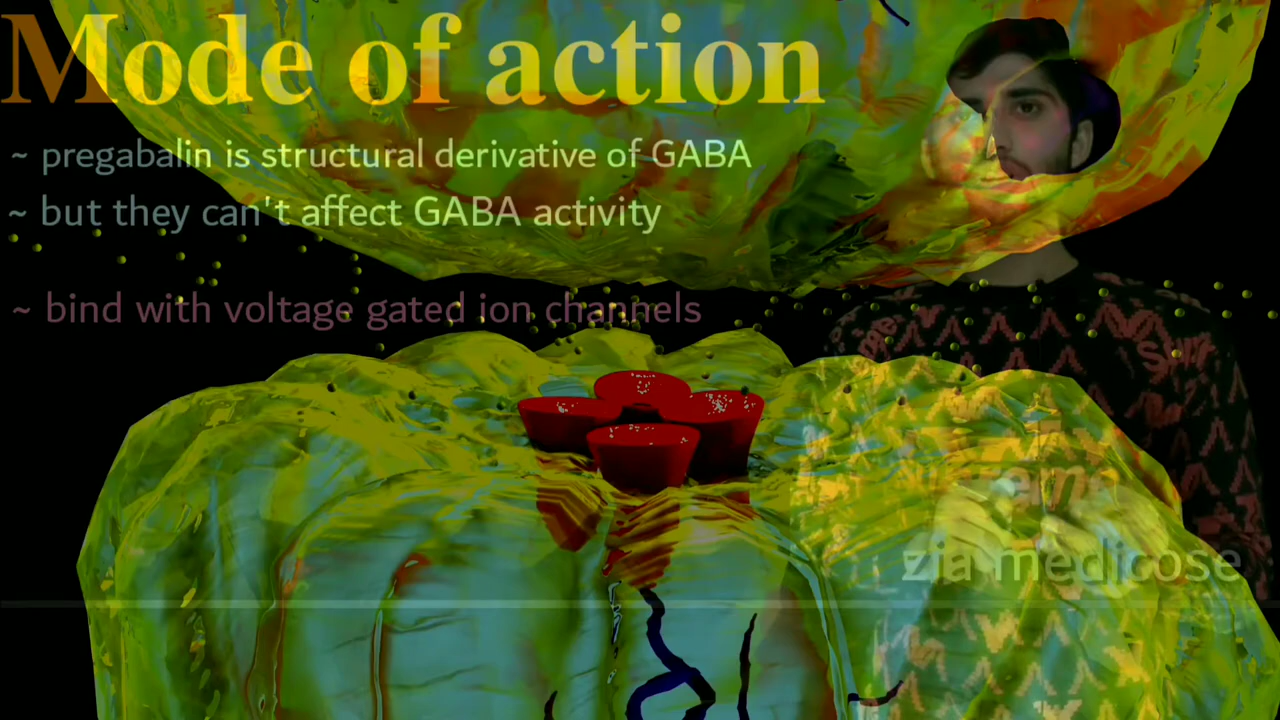 Mode of action
~ pregabalin is structural derivative of GABA
~ but they can't affect GABA activity
~ bind with voltage gated ion channels
zia medicose